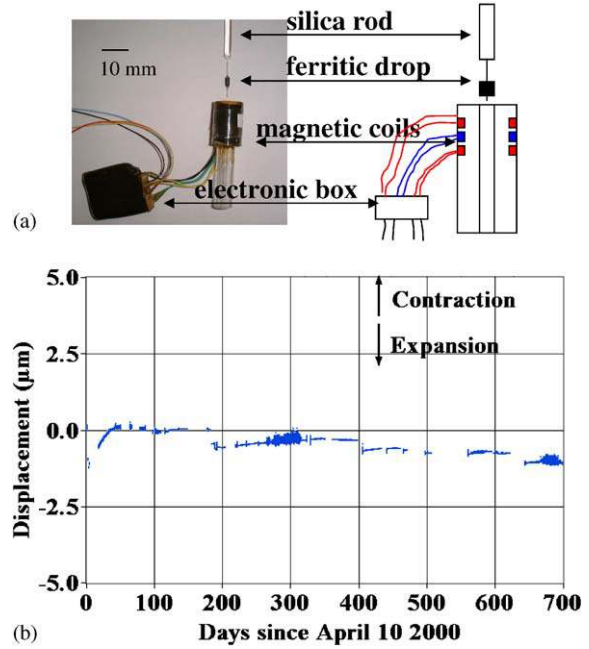 (a)
silica rod
10 mm
ferritic drop
magnetic coils
electronic box
(b)
5.0
2.5
0.0
-2.5
-5.0
Displacement (μm)
Contraction
Expansion
0 100 200 300 400 500 600 700
Days since April 10 2000